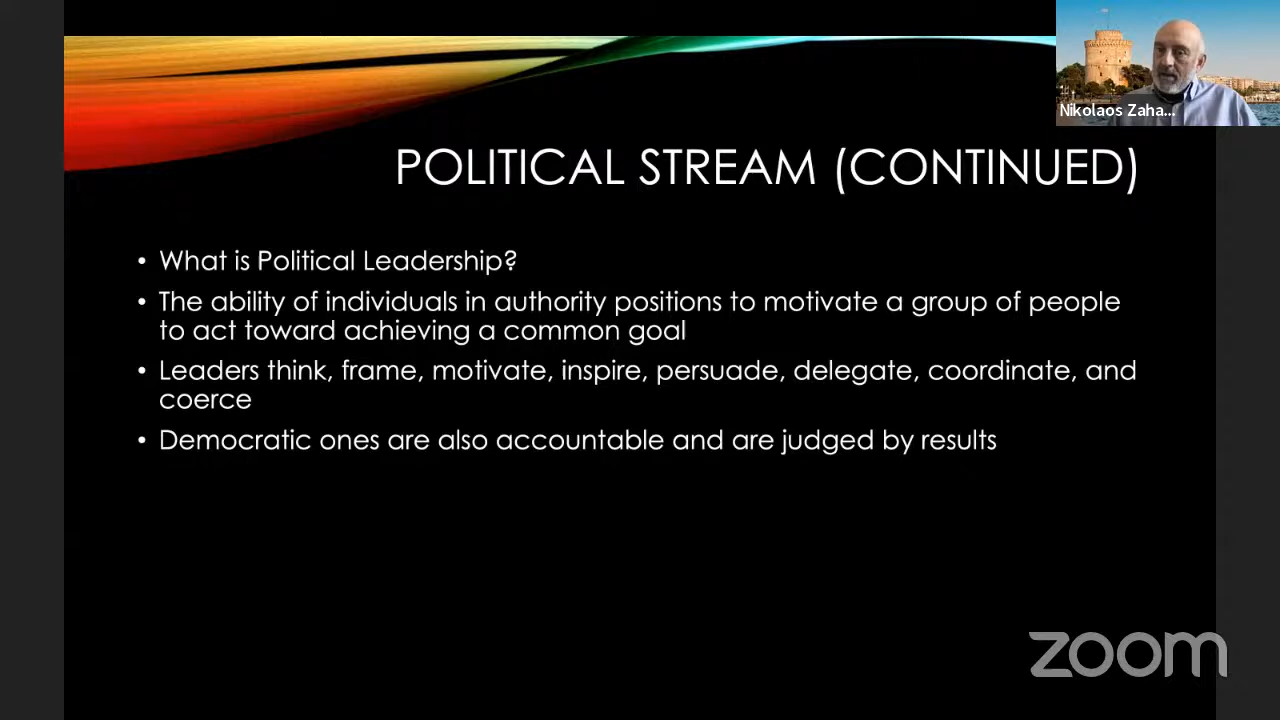 Nikolaos Zaha...
POLITICAL STREAM (CONTINUED)
• What is Political Leadership?
• The ability of individuals in authority positions to motivate a group of people
to act toward achieving a common goal
• Leaders think, frame, motivate, inspire, persuade, delegate, coordinate, and
coerce
• Democratic ones are also accountable and are judged by results
zoom